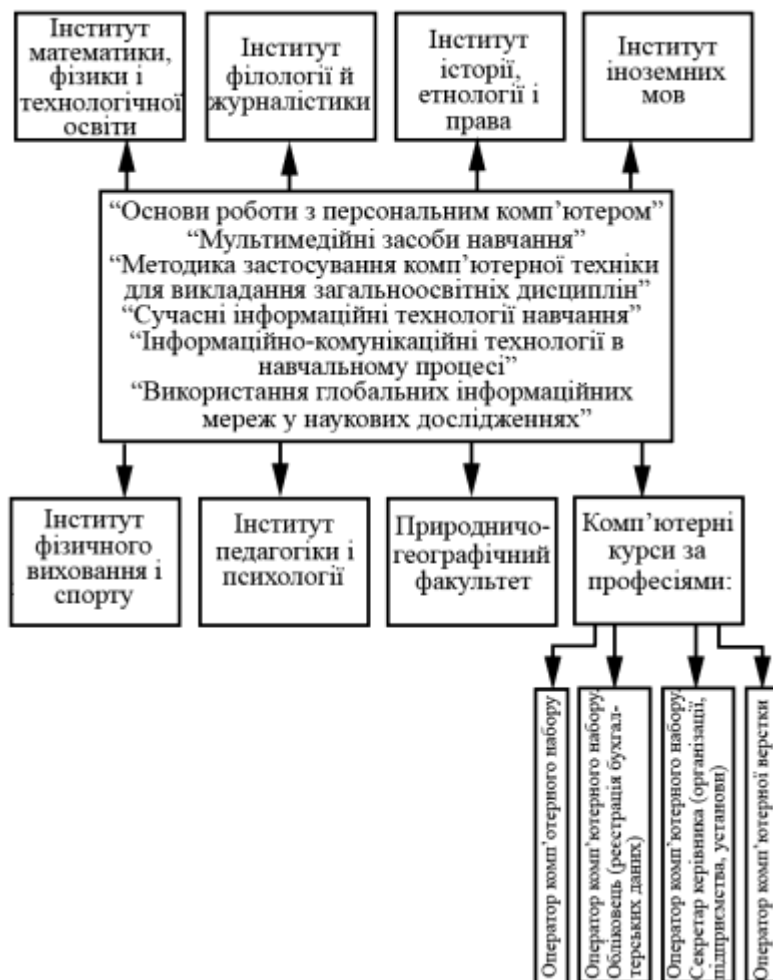 Інститут
математики,
фізики і
технологічної
освіти
Інститут
філології й
журналістики
Інститут
історії,
етнології і
права
Інститут
іноземних
мов
“Основи роботи з персональним комп’ютером”
“Мультимедійні засоби навчання”
“Методика застосування комп’ютерної техніки
для викладання загальноосвітніх дисциплін”
“Сучасні інформаційні технології навчання”
“Інформаційно-комунікаційні технології в
навчальному процесі”
“Використання глобальних інформаційних
мереж у наукових дослідженнях”
Інститут
фізичного
виховання і
спорту
Інститут
педагогіки і
психології
Природничо-
географічний
факультет
Комп’ютерні
курси за
професіями:
Оператор комп’ютерного набору
Оператор комп’ютерного набору.
Обліковець (реєстрація бухгал-
терських даних)
Оператор комп’ютерного набору.
Секретар керівника (організації,
підприємства, установи)
Оператор комп’ютерної верстки